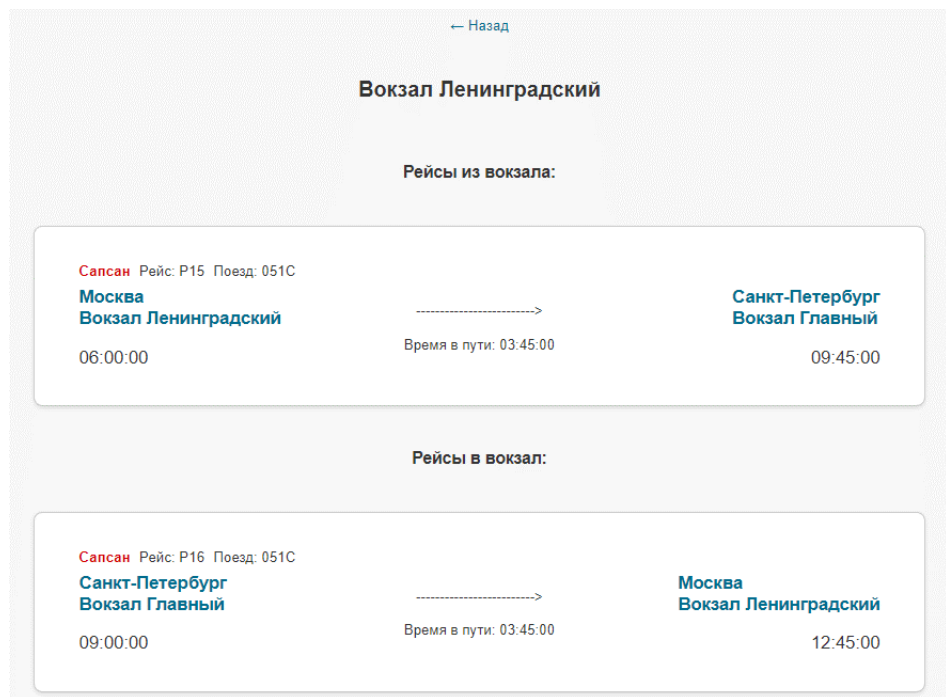 ← Назад
Вокзал Ленинградский
Рейсы из вокзала:
Сапсан Рейс: P15 Поезд: 051С
Москва
Вокзал Ленинградский
06:00:00
------------------------->
Время в пути: 03:45:00
Санкт-Петербург
Вокзал Главный
09:45:00
Рейсы в вокзал:
Сапсан Рейс: P16 Поезд: 051С
Санкт-Петербург
Вокзал Главный
09:00:00
------------------------->
Время в пути: 03:45:00
Москва
Вокзал Ленинградский
12:45:00